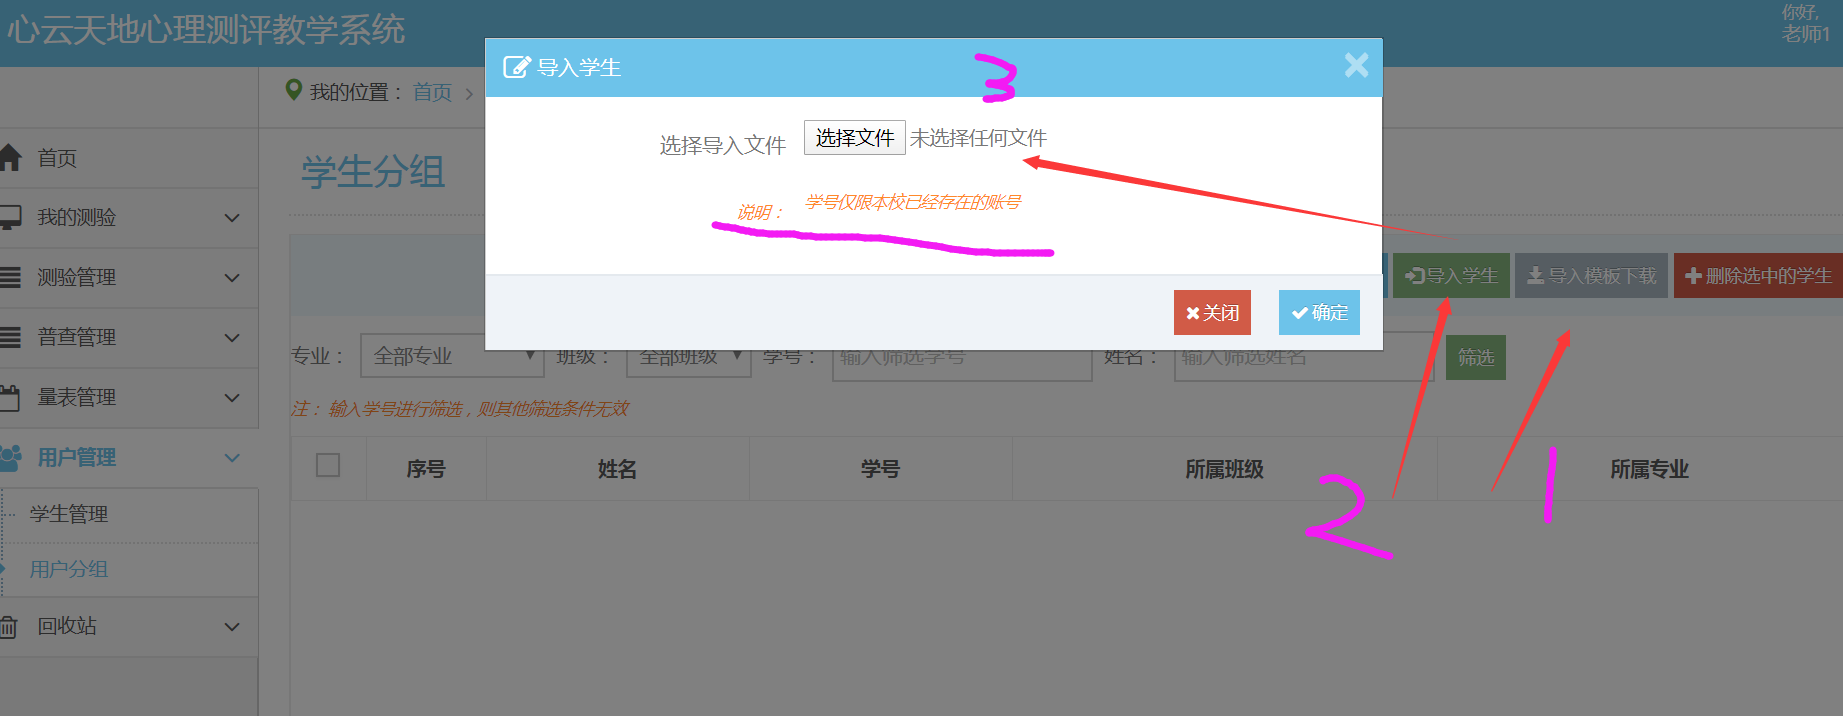 心云天地心理测评教学系统
你好,
老师1
导入学生
3
我的位置： 首页 >
选择导入文件 选择文件 未选择任何文件
首页
学生分组
说明： 学号仅限本校已经存在的账号
我的测验
测验管理
导入学生 导入模板下载 删除选中的学生
关闭 确定
普查管理
专业： 全部专业 班级： 全部班级 学号： 输入筛选学号 姓名： 输入筛选姓名 筛选
量表管理
注： 输入学号进行筛选，则其他筛选条件无效
用户管理
序号 姓名 学号 所属班级 所属专业
2
1
学生管理
用户分组
回收站